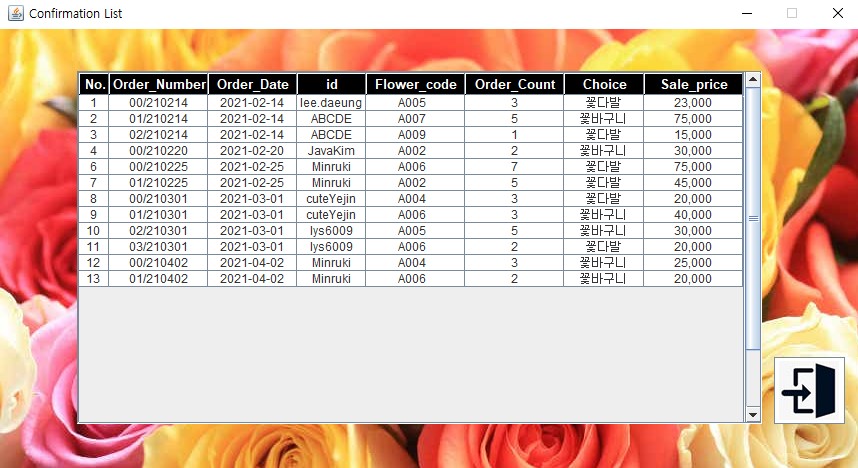 Confirmation List
No. Order_Number Order_Date id Flower_code Order_Count Choice Sale_price
1 00/210214 2021-02-14 lee.daeung A005 3 꽃다발 23,000
2 01/210214 2021-02-14 ABCDE A007 5 꽃바구니 75,000
3 02/210214 2021-02-14 ABCDE A009 1 꽃다발 15,000
4 00/210220 2021-02-20 JavaKim A002 2 꽃바구니 30,000
6 00/210225 2021-02-25 Minruki A006 7 꽃다발 75,000
7 01/210225 2021-02-25 Minruki A002 5 꽃다발 45,000
8 00/210301 2021-03-01 cuteYejin A004 3 꽃다발 20,000
9 01/210301 2021-03-01 cuteYejin A006 3 꽃바구니 40,000
10 02/210301 2021-03-01 lys6009 A005 5 꽃바구니 30,000
11 03/210301 2021-03-01 lys6009 A006 2 꽃다발 20,000
12 00/210402 2021-04-02 Minruki A004 3 꽃바구니 25,000
13 01/210402 2021-04-02 Minruki A006 2 꽃바구니 20,000